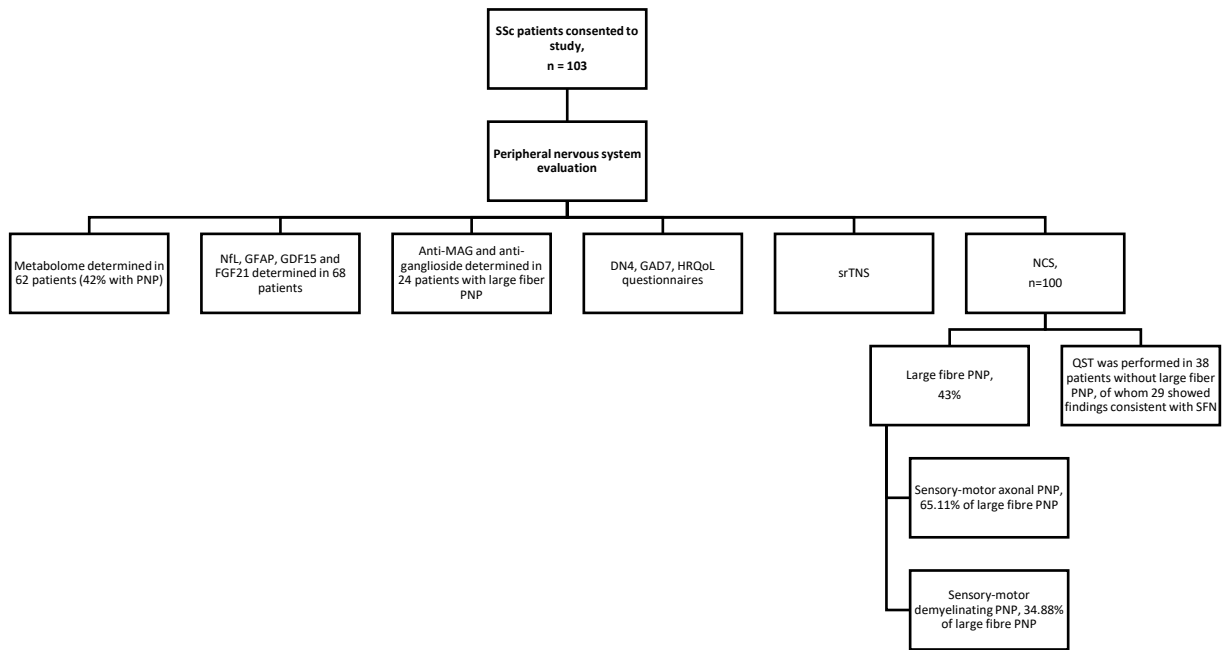 SSc patients consented to
study,
n = 103
Peripheral nervous system
evaluation
Metabolome determined in
62 patients (42% with PNP)
NfL, GFAP, GDF15 and
FGF21 determined in 68
patients
Anti-MAG and anti-
ganglioside determined in
24 patients with large fiber
PNP
DN4, GAD7, HRQoL
questionnaires
srTNS
NCS,
n=100
Large fibre PNP,
43%
QST was performed in 38
patients without large fiber
PNP, of whom 29 showed
findings consistent with SFN
Sensory-motor axonal PNP,
65.11% of large fibre PNP
Sensory-motor
demyelinating PNP, 34.88%
of large fibre PNP